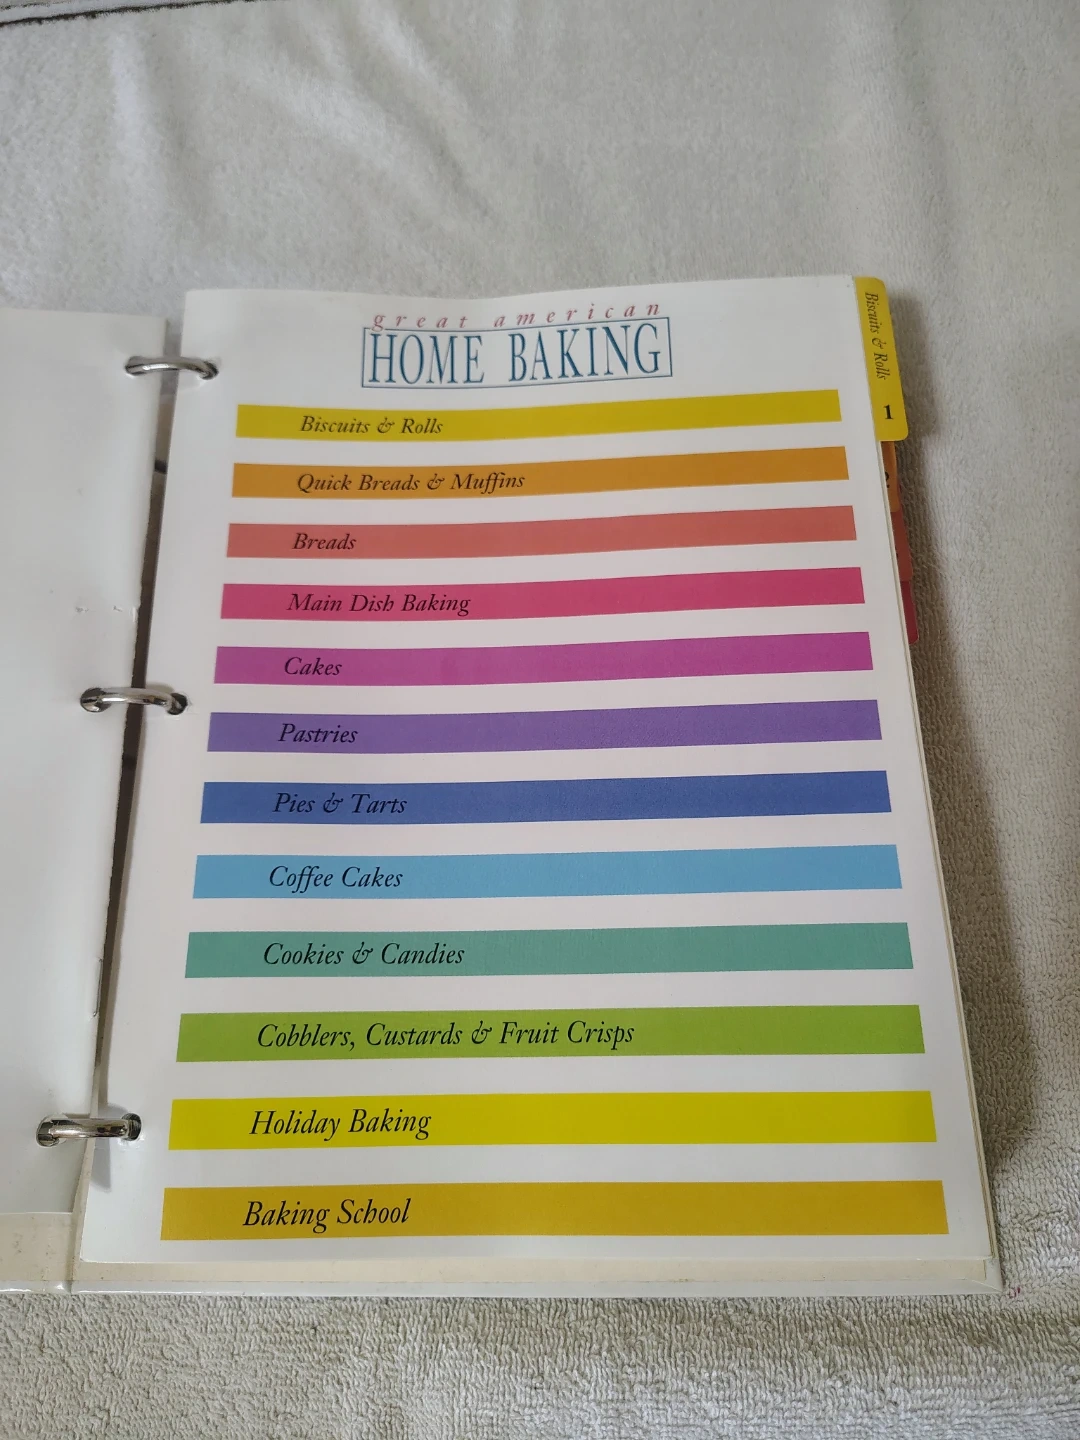 great american
HOME BAKING
Biscuits & Rolls
Quick Breads & Muffins
Breads
Main Dish Baking
Cakes
Pastries
Pies & Tarts
Coffee Cakes
Cookies & Candies
Cobblers, Custards & Fruit Crisps
Holiday Baking
Baking School
Biscuits & Rolls
1
2